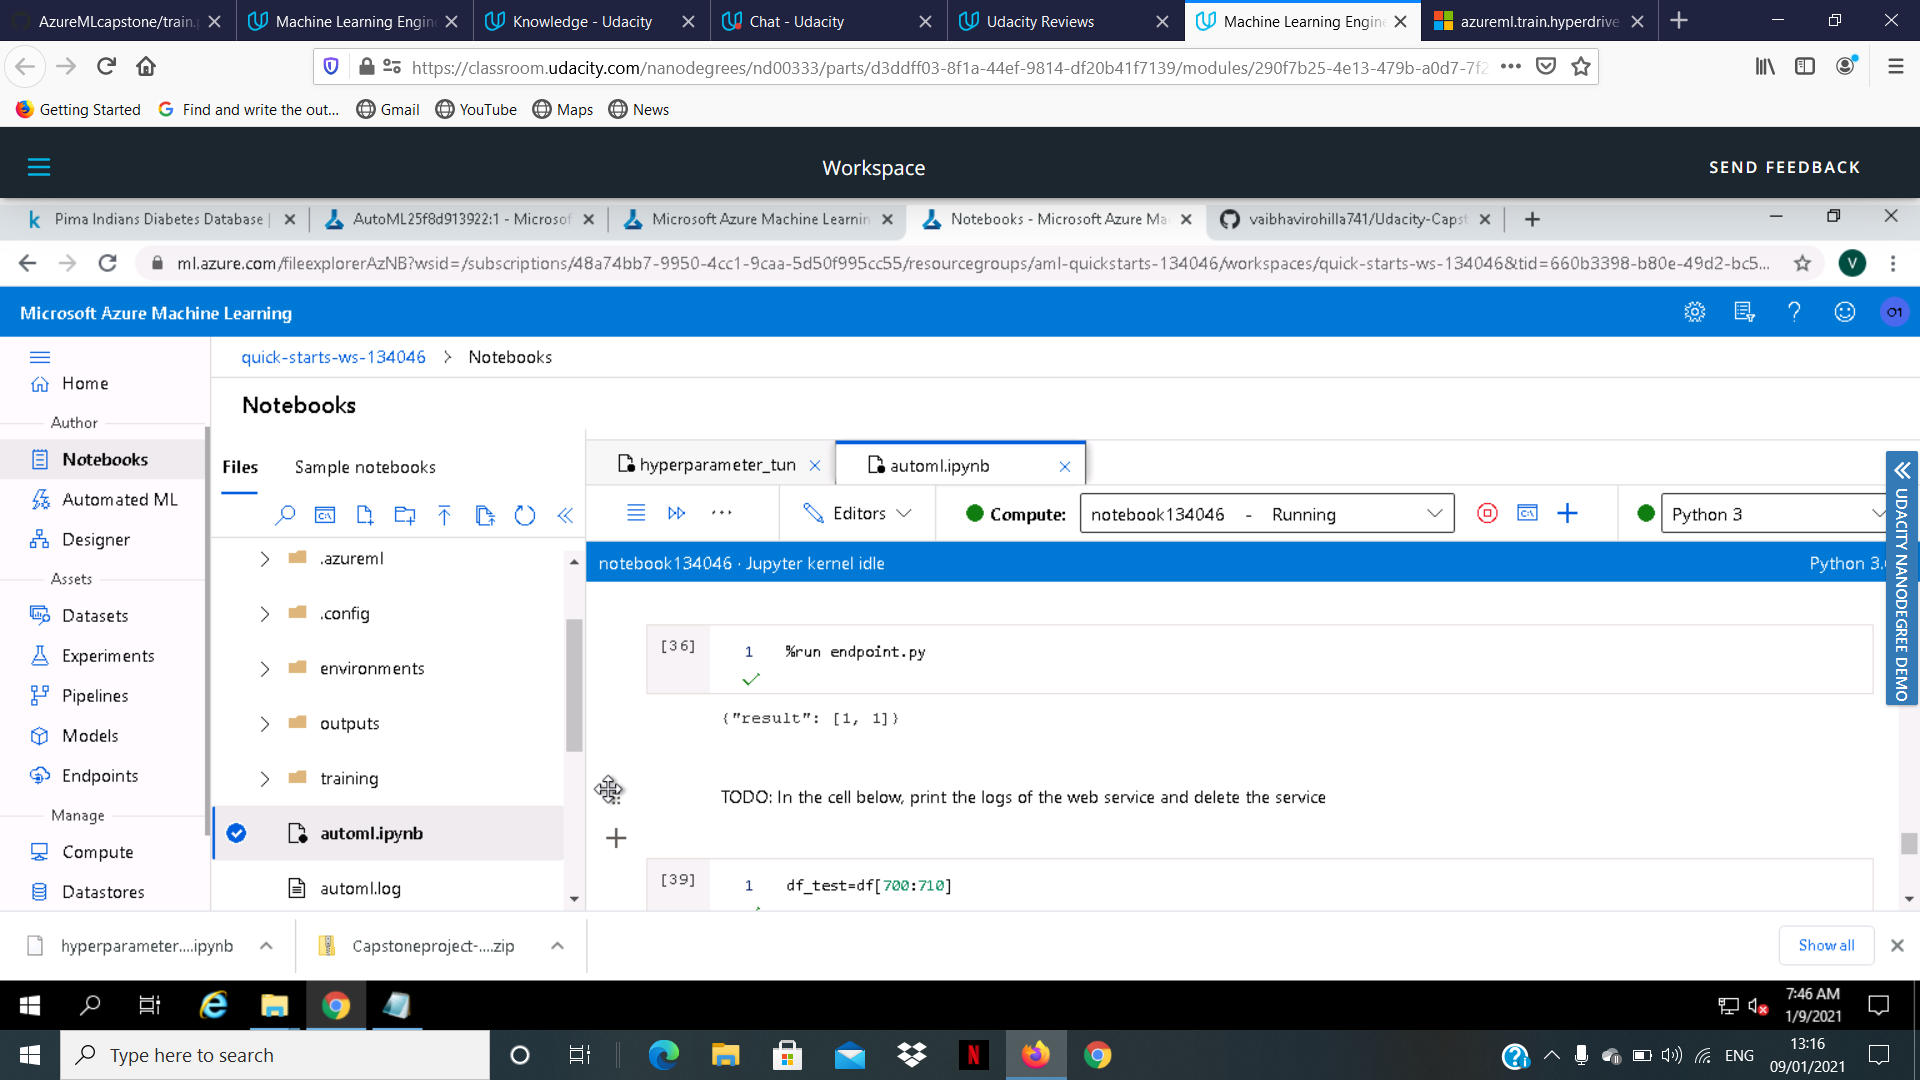 AzureMLcapstone/train.p
Machine Learning Engine
Knowledge - Udacity
Chat - Udacity
Udacity Reviews
Machine Learning Engine
azureml.train.hyperdrive
https://classroom.udacity.com/nanodegrees/nd00333/parts/d3ddff03-8f1a-44ef-9814-df20b41f7139/modules/290f7b25-4e13-479b-a0d7-7f2
Getting Started
Find and write the out...
Gmail
YouTube
Maps
News
Workspace
SEND FEEDBACK
Pima Indians Diabetes Database |
AutoML25f8d913922:1 - Microsof
Microsoft Azure Machine Learnin
Notebooks - Microsoft Azure Ma
vaibhavirohilla741/Udacity-Capst
ml.azure.com/fileexplorerAzNB?wsid=/subscriptions/48a74bb7-9950-4cc1-9caa-5d50f995cc55/resourcegroups/aml-quickstarts-134046/workspaces/quick-starts-ws-134046&tid=660b3398-b80e-49d2-bc5...
V
Microsoft Azure Machine Learning
O1
quick-starts-ws-134046 > Notebooks
Home
Notebooks
Author
Notebooks
Files
Sample notebooks
hyperparameter_tun
automl.ipynb
Automated ML
Editors
Compute:
notebook134046 - Running
Python 3
Designer
Assets
.azureml
notebook134046 · Jupyter kernel idle
Python 3.
Datasets
.config
Experiments
environments
[36]
1
%run endpoint.py
Pipelines
outputs
{"result": [1, 1]}
Models
Endpoints
training
TODO: In the cell below, print the logs of the web service and delete the service
Manage
automl.ipynb
Compute
[39]
1
df_test=df[700:710]
Datastores
automl.log
UDACITY NANODEGREE DEMO
hyperparameter....ipynb
Capstoneproject-....zip
Show all
7:46 AM
1/9/2021
Type here to search
ENG
13:16
09/01/2021